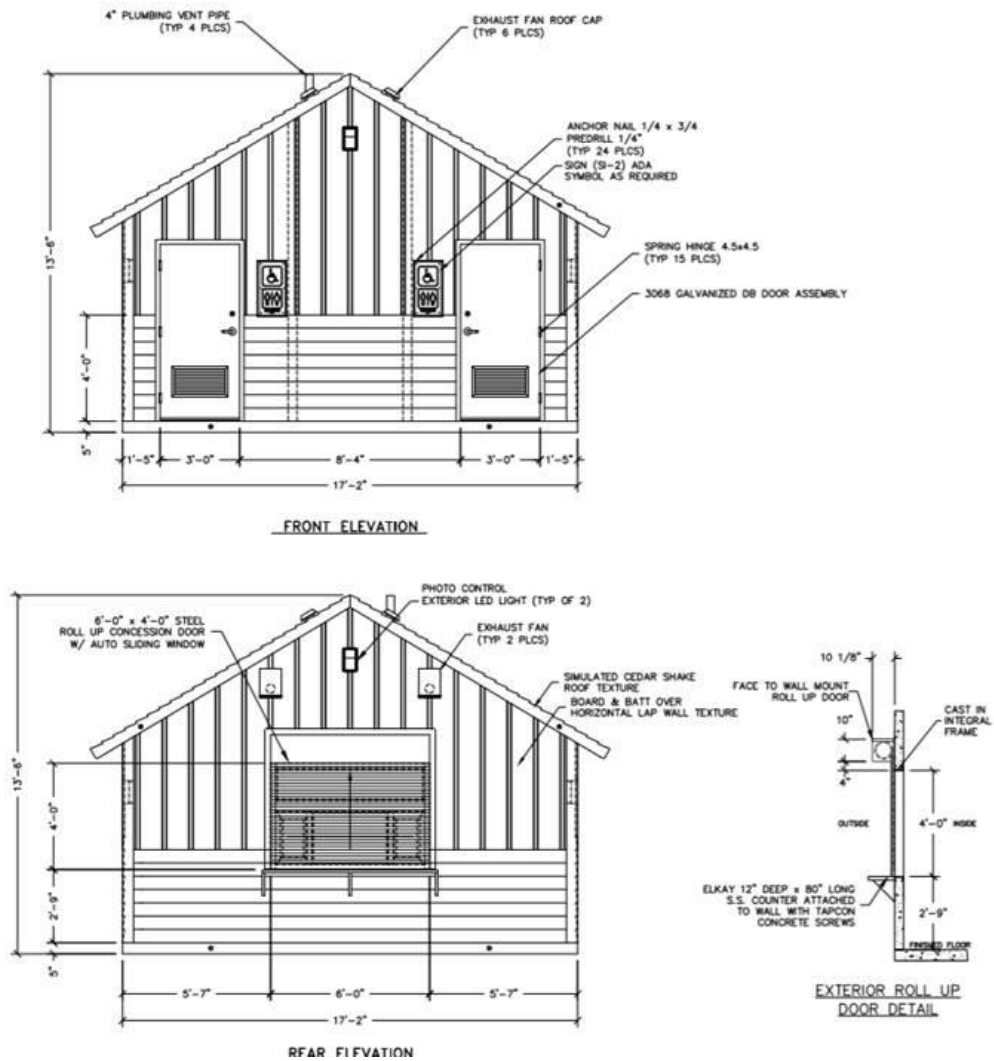 4" PLUMBING VENT PIPE
(TYP 4 PLCS)
EXHAUST FAN ROOF CAP
(TYP 6 PLCS)
ANCHOR NAIL 1/4 x 3/4
PREDRILL 1/4"
(TYP 24 PLCS)
SIGN (SI-2) ADA
SYMBOL AS REQUIRED
SPRING HINGE 4.5x4.5
(TYP 15 PLCS)
3068 GALVANIZED DB DOOR ASSEMBLY
13'-6"
4'-0"
5"
1'-5"
3'-0"
8'-4"
3'-0"
1'-5"
17'-2"
FRONT ELEVATION
PHOTO CONTROL
EXTERIOR LED LIGHT (TYP OF 2)
6'-0" x 4'-0" STEEL
ROLL UP CONCESSION DOOR
W/ AUTO SLIDING WINDOW
EXHAUST FAN
(TYP 2 PLCS)
SIMULATED CEDAR SHAKE
ROOF TEXTURE
BOARD & BATT OVER
HORIZONTAL LAP WALL TEXTURE
13'-6"
4'-0"
2'-9"
5"
5'-7"
6'-0"
5'-7"
17'-2"
REAR ELEVATION
10 1/8"
FACE TO WALL MOUNT
ROLL UP DOOR
CAST IN
INTEGRAL
FRAME
10"
OUTSIDE
4'-0"
INSIDE
ELKAY 12" DEEP x 80" LONG
S.S. COUNTER ATTACHED
TO WALL WITH TAPCON
CONCRETE SCREWS
2'-9"
FINISHED FLOOR
EXTERIOR ROLL UP
DOOR DETAIL